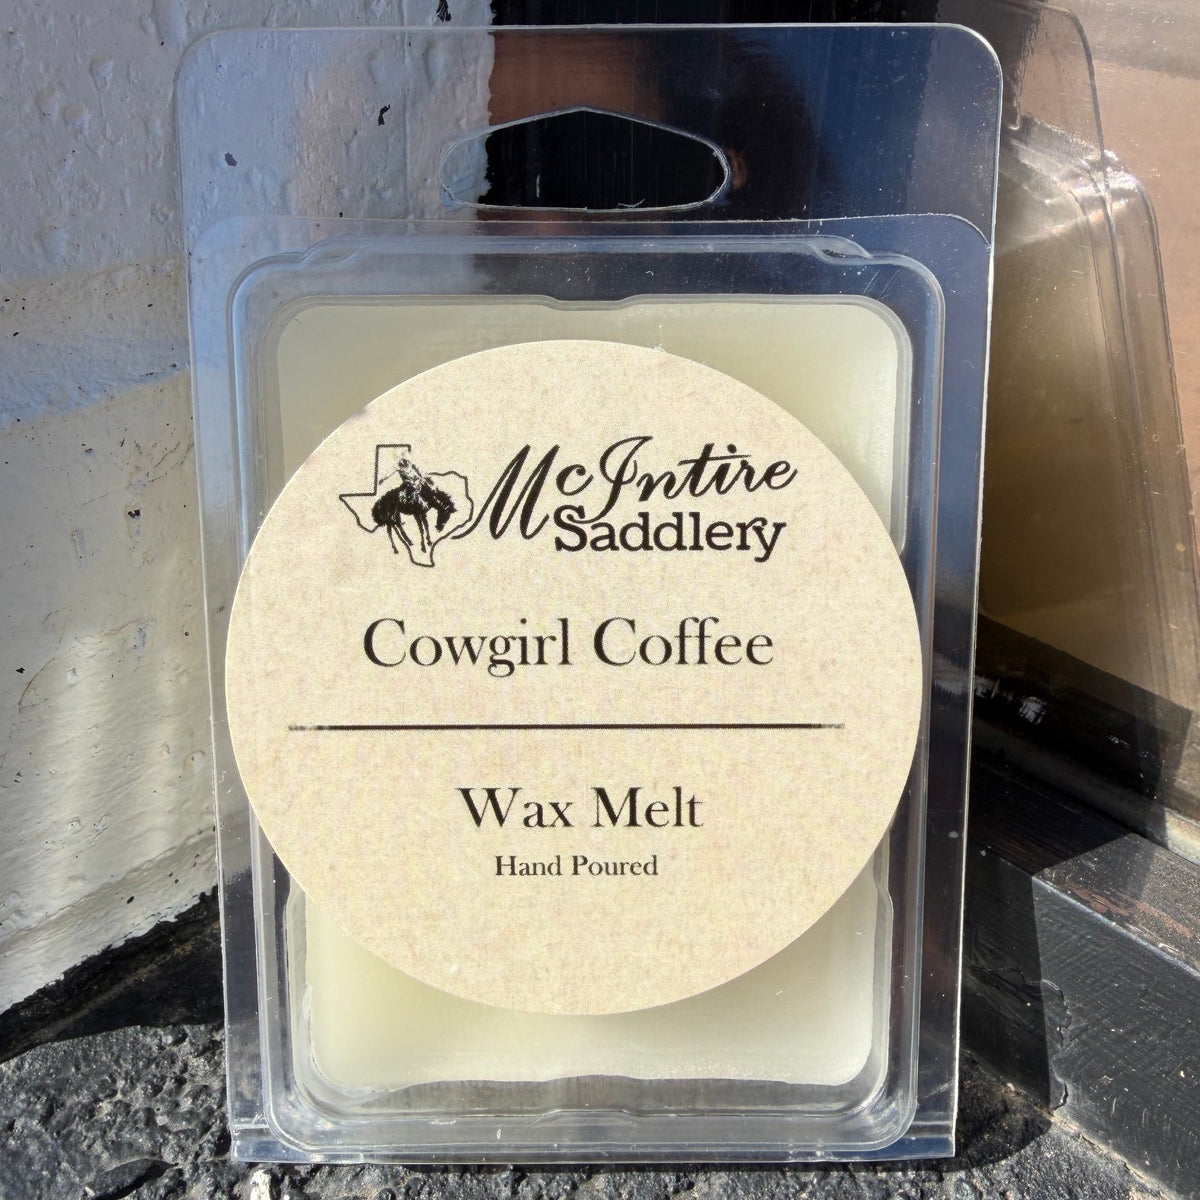 McIntire
Saddlery
Cowgirl Coffee
Wax Melt
Hand Poured